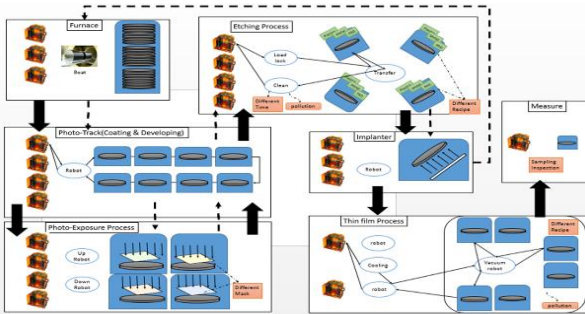 Furnace
Boat
Etching Process
Load
lock
Clean
Transfer
Different
Time
pollution
Different
Recipe
Photo-Track(Coating & Developing)
Robot
Implanter
Robot
Measure
Sampling
Inspection
Photo-Exposure Process
Up
Robot
Down
Robot
Different
Mask
Thin film Process
robot
Cooling
robot
Vacuum
robot
Different
Recipe
pollution